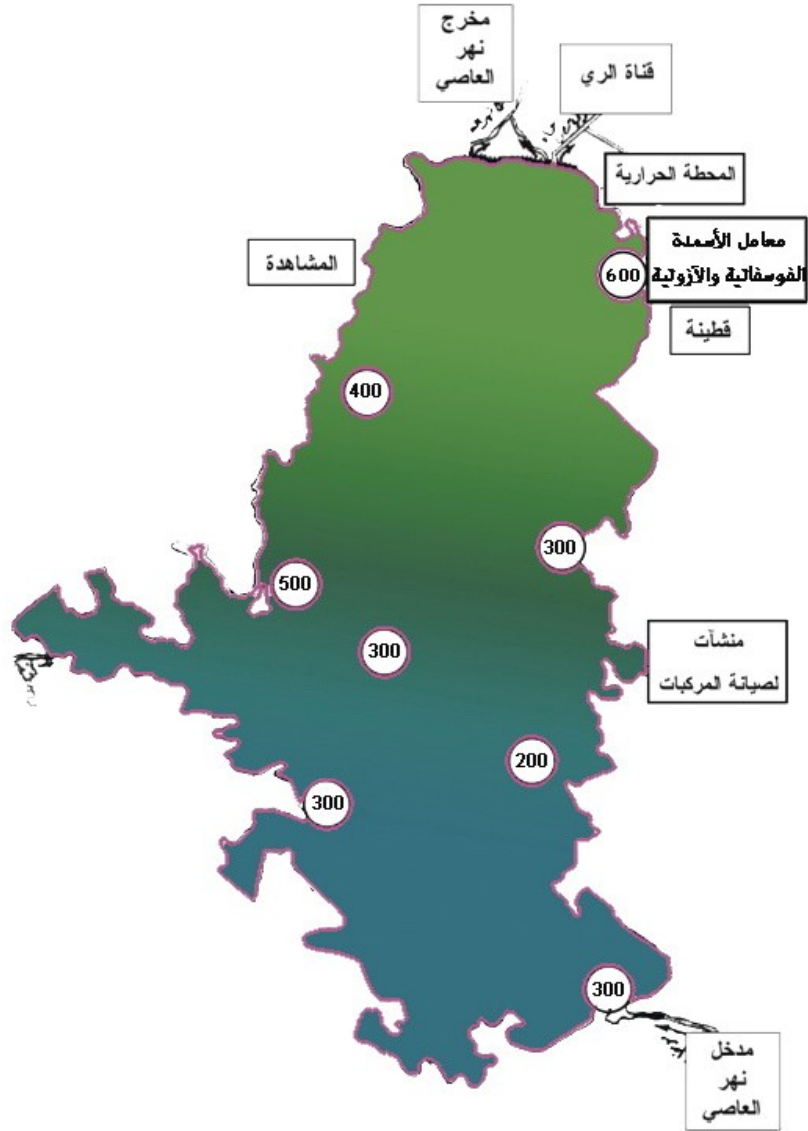 مخرج
نهر
العاصي
قناة الري
المحطة الحرارية
معامل الأسمدة
الفوسفاتية والآزوتية
600
المشاهدة
قطينة
400
300
500
300
منشآت
لصيانة المركبات
200
300
300
مدخل
نهر
العاصي